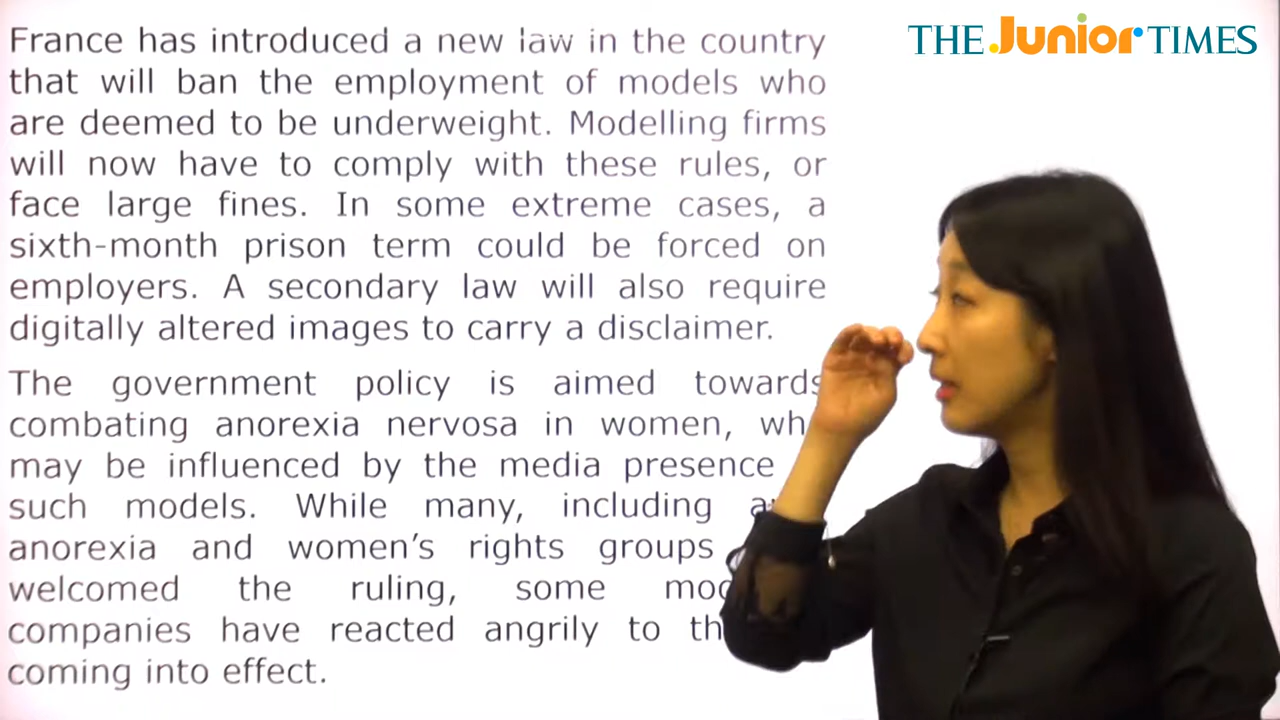 THE Junior TIMES
France has introduced a new law in the country
that will ban the employment of models who
are deemed to be underweight. Modelling firms
will now have to comply with these rules, or
face large fines. In some extreme cases, a
sixth-month prison term could be forced on
employers. A secondary law will also require
digitally altered images to carry a disclaimer.
The government policy is aimed towards
combating anorexia nervosa in women,
may be influenced by the media presence
such models. While many, including
anorexia and women's rights groups
welcomed the ruling, some
companies have reacted angrily to
coming into effect.